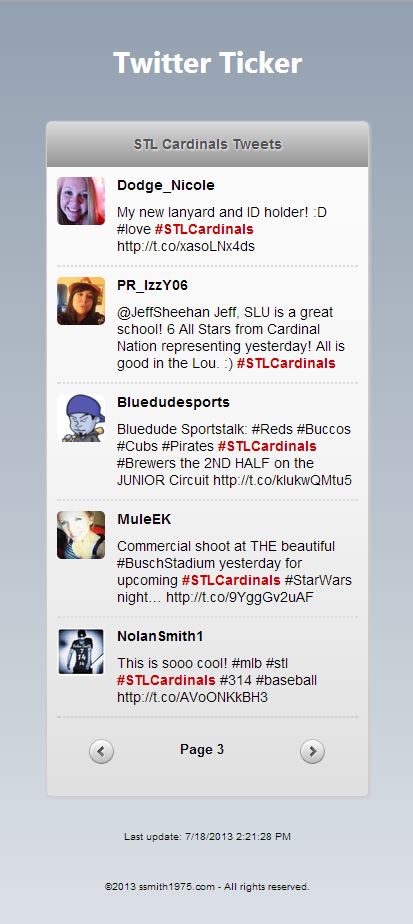 Twitter Ticker
STL Cardinals Tweets
Dodge_Nicole
My new lanyard and ID holder! :D
#love #STLCardinals
http://t.co/xasoLNx4ds
PR_IzzY06
@JeffSheehan Jeff, SLU is a great
school! 6 All Stars from Cardinal
Nation representing yesterday! All is
good in the Lou. :) #STLCardinals
Bluedudesports
Bluedude Sportstalk: #Reds #Buccos
#Cubs #Pirates #STLCardinals
#Brewers the 2ND HALF on the
JUNIOR Circuit http://t.co/klukwQMtu5
MuleEK
Commercial shoot at THE beautiful
#BuschStadium yesterday for
upcoming #STLCardinals #StarWars
night... http://t.co/9YggGv2uAF
NolanSmith1
This is sooo cool! #mlb #stl
#STLCardinals #314 #baseball
http://t.co/AVoONKkBH3
Page 3
Last update: 7/18/2013 2:21:28 PM
©2013 ssmith1975.com - All rights reserved.